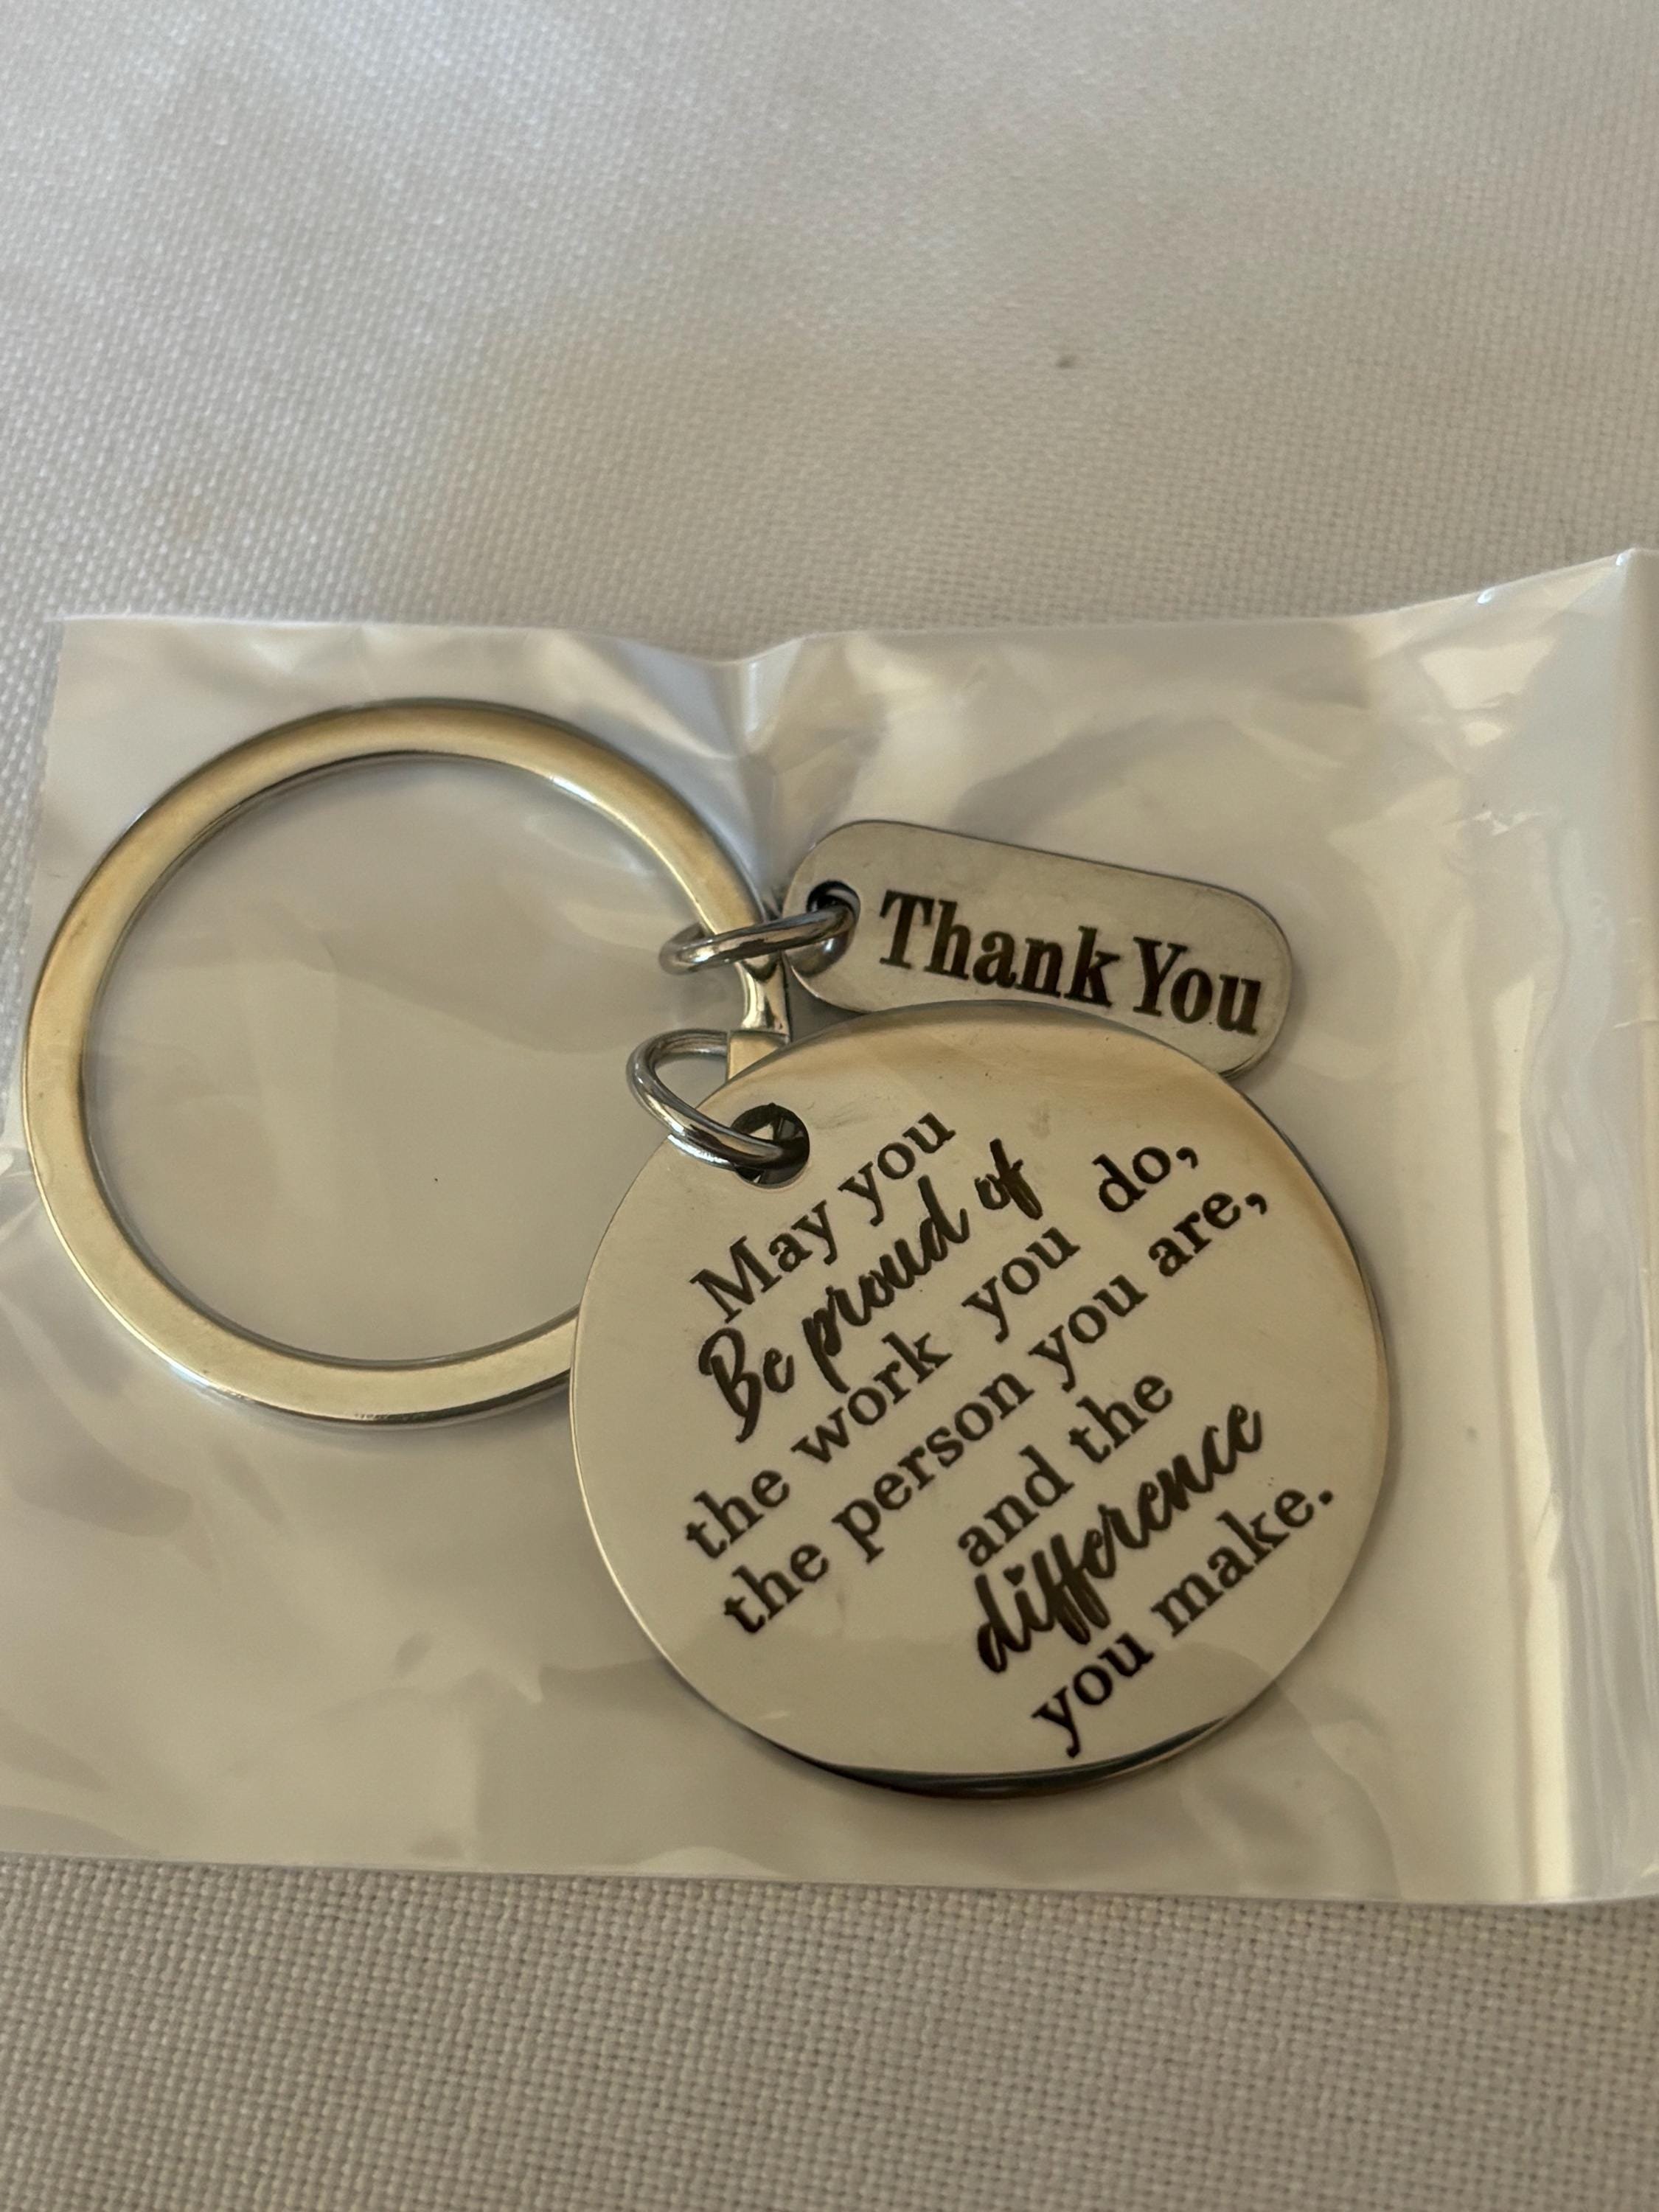 Thank You
May you
Be proud of
the work you do,
the person you are,
and the
difference
you make.